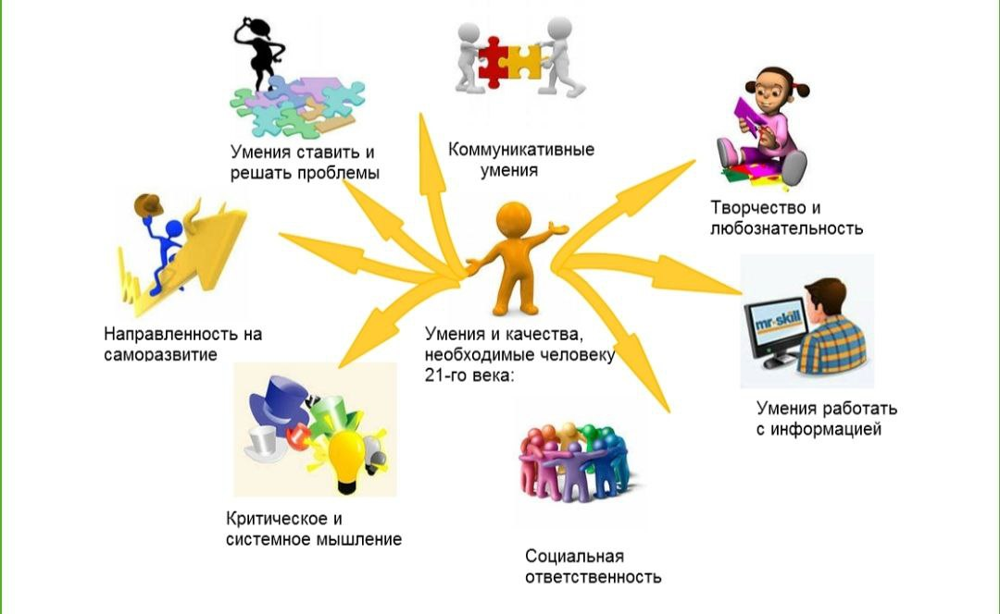 Умения ставить и
решать проблемы
Коммуникативные
умения
Творчество и
любознательность
Направленность на
саморазвитие
Умения и качества,
необходимые человеку
21-го века:
mr-skill
Умения работать
с информацией
Критическое и
системное мышление
Социальная
ответственность